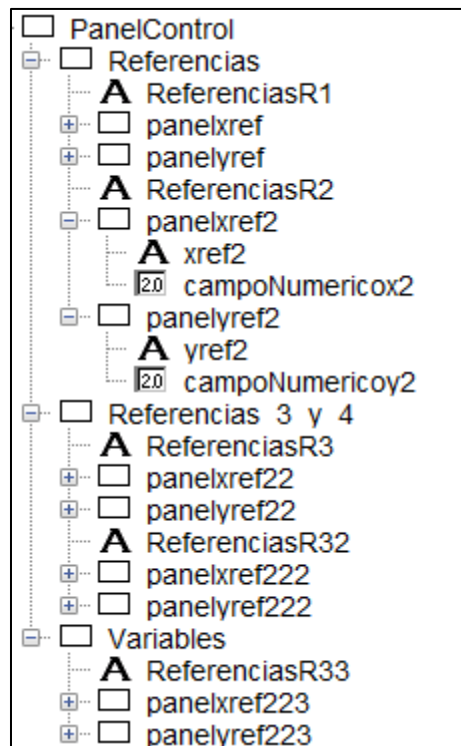 PanelControl
Referencias
A ReferenciasR1
panelxref
panelyref
A ReferenciasR2
panelxref2
A xref2
2.0 campoNumericox2
panelyref2
A yref2
2.0 campoNumericoy2
Referencias 3 y 4
A ReferenciasR3
panelxref22
panelyref22
A ReferenciasR32
panelxref222
panelyref222
Variables
A ReferenciasR33
panelxref223
panelyref223